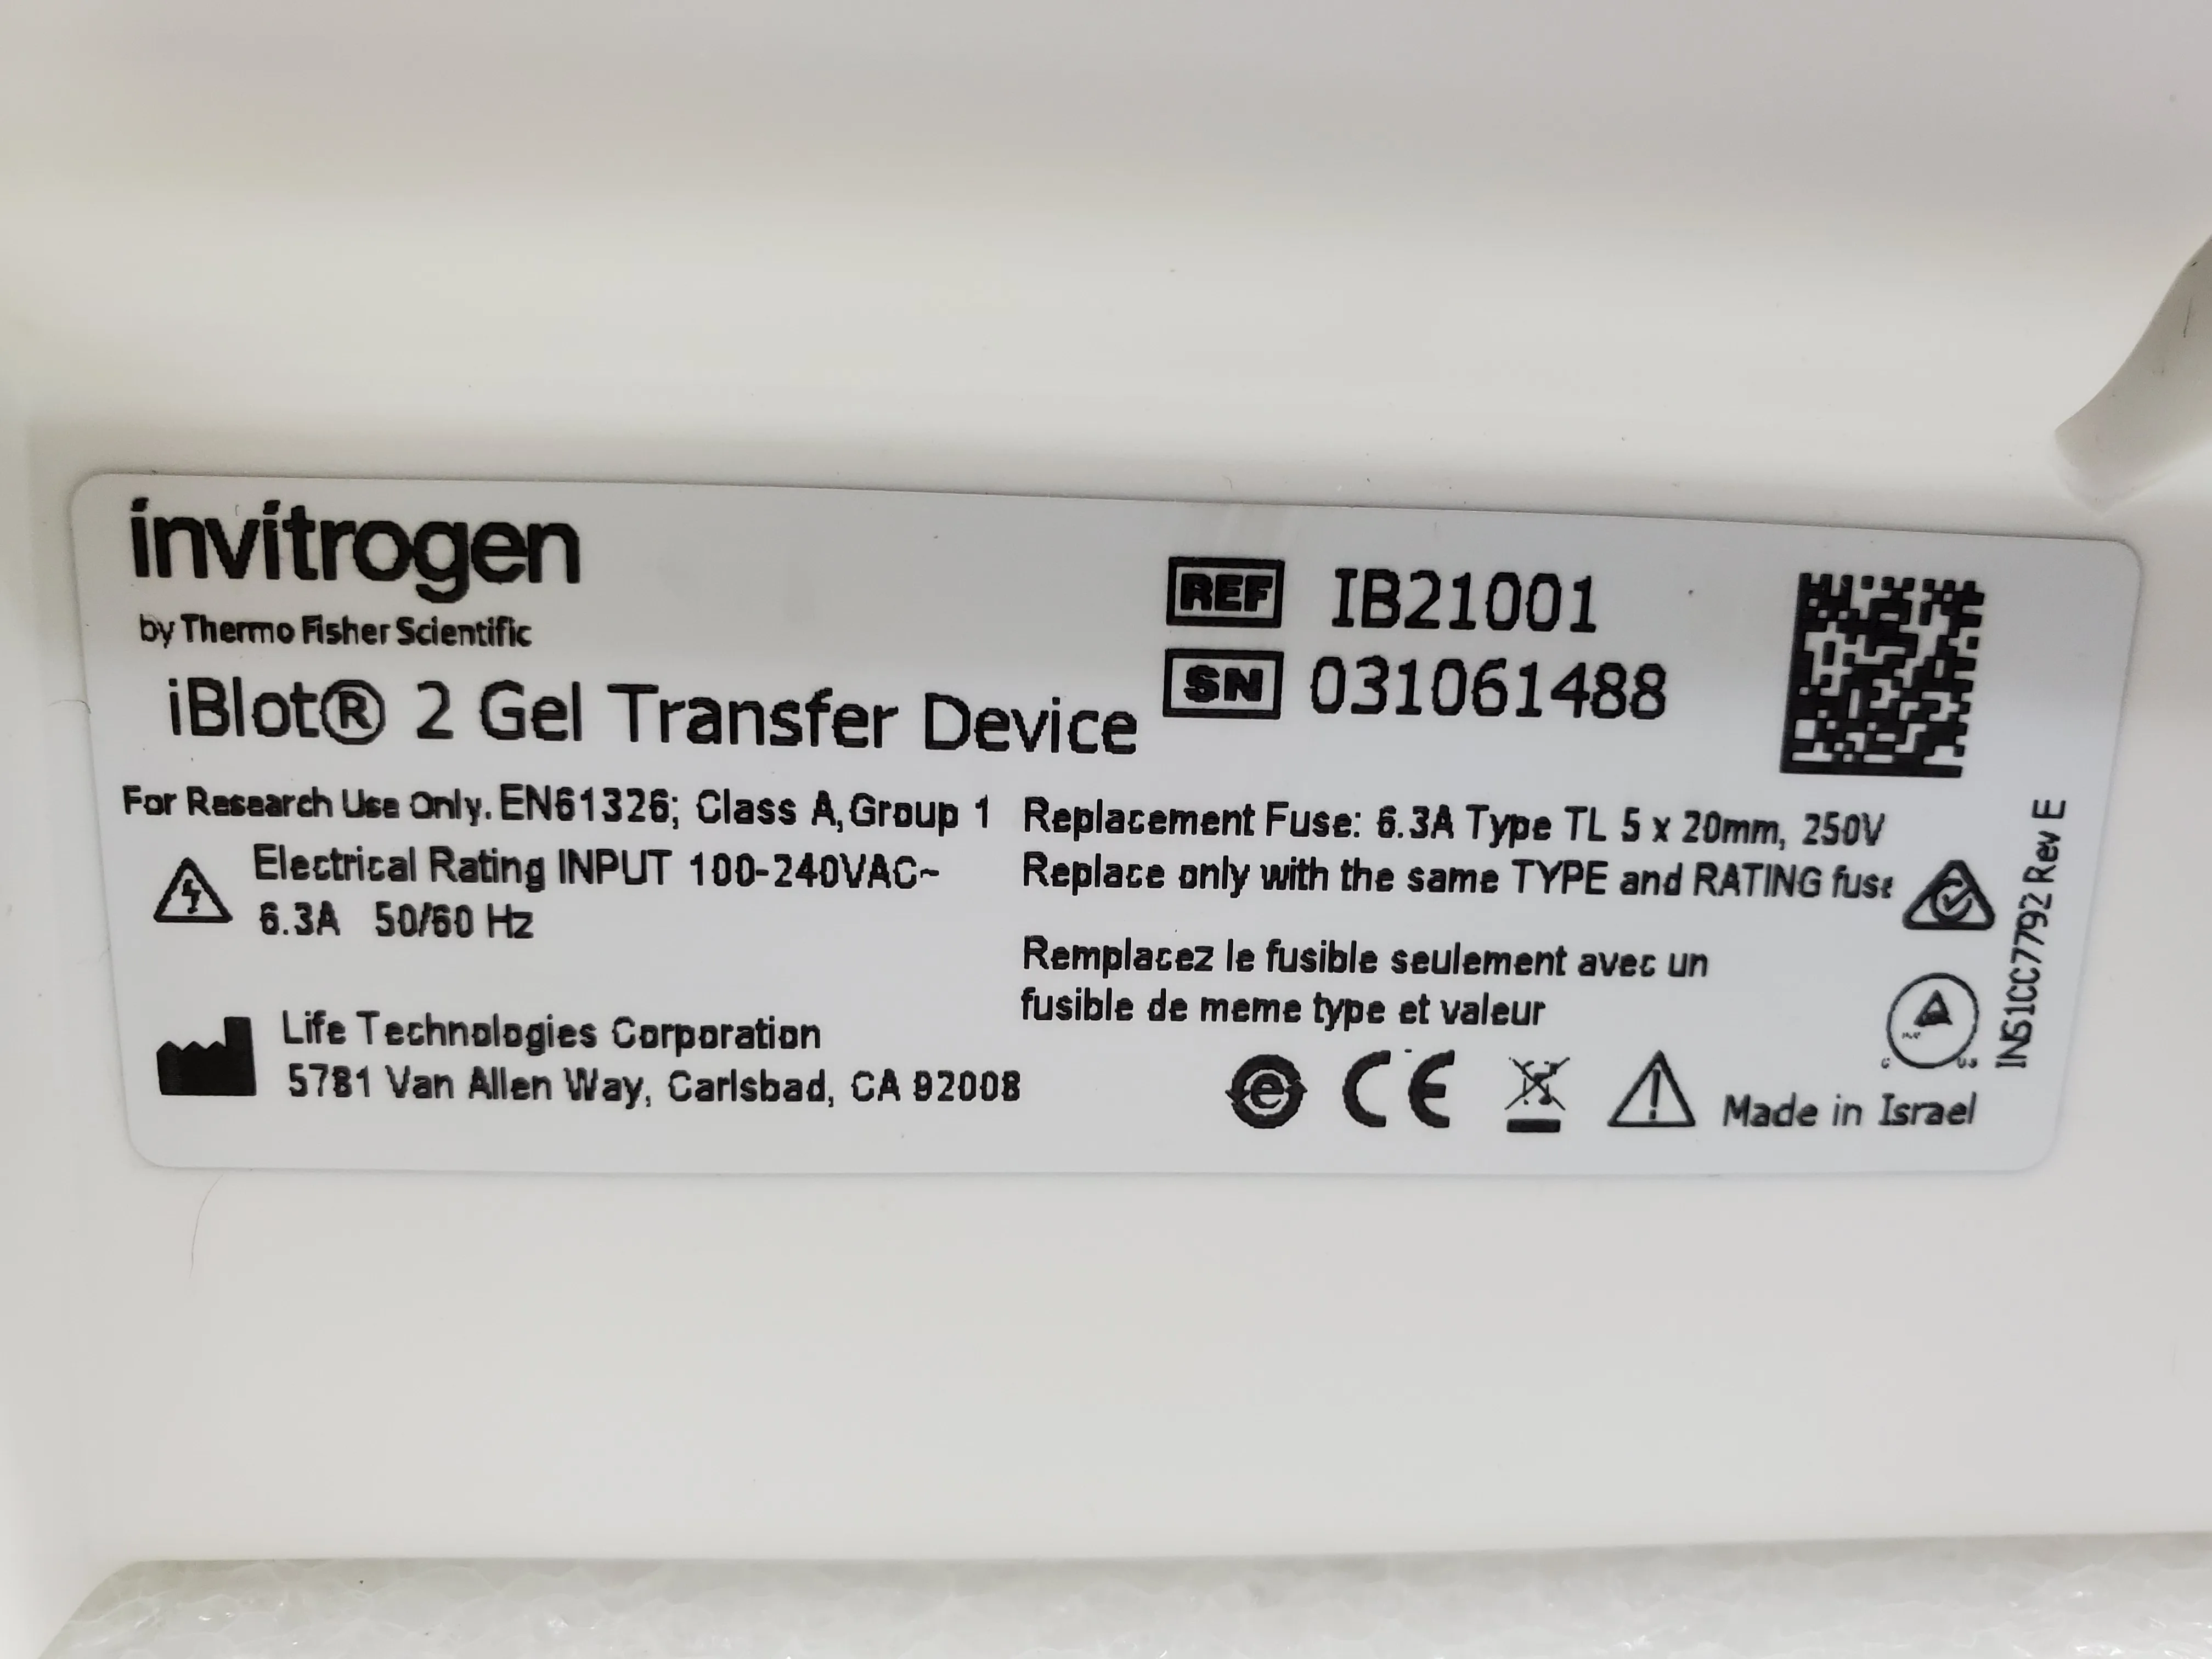 invitrogen
by Thermo Fisher Scientific
iBlot® 2 Gel Transfer Device
REF IB21001
SN 031061488
For Research Use Only. EN61326; Class A, Group 1
Electrical Rating INPUT 100-240VAC~
6.3A 50/60 Hz
Life Technologies Corporation
5781 Van Allen Way, Carlsbad, CA 92008
Replacement Fuse: 6.3A Type TL 5 x 20mm, 250V
Replace only with the same TYPE and RATING fuse
Remplacez le fusible seulement avec un
fusible de meme type et valeur
e CE
Made in Israel
C US
INS1CC7792 Rev E